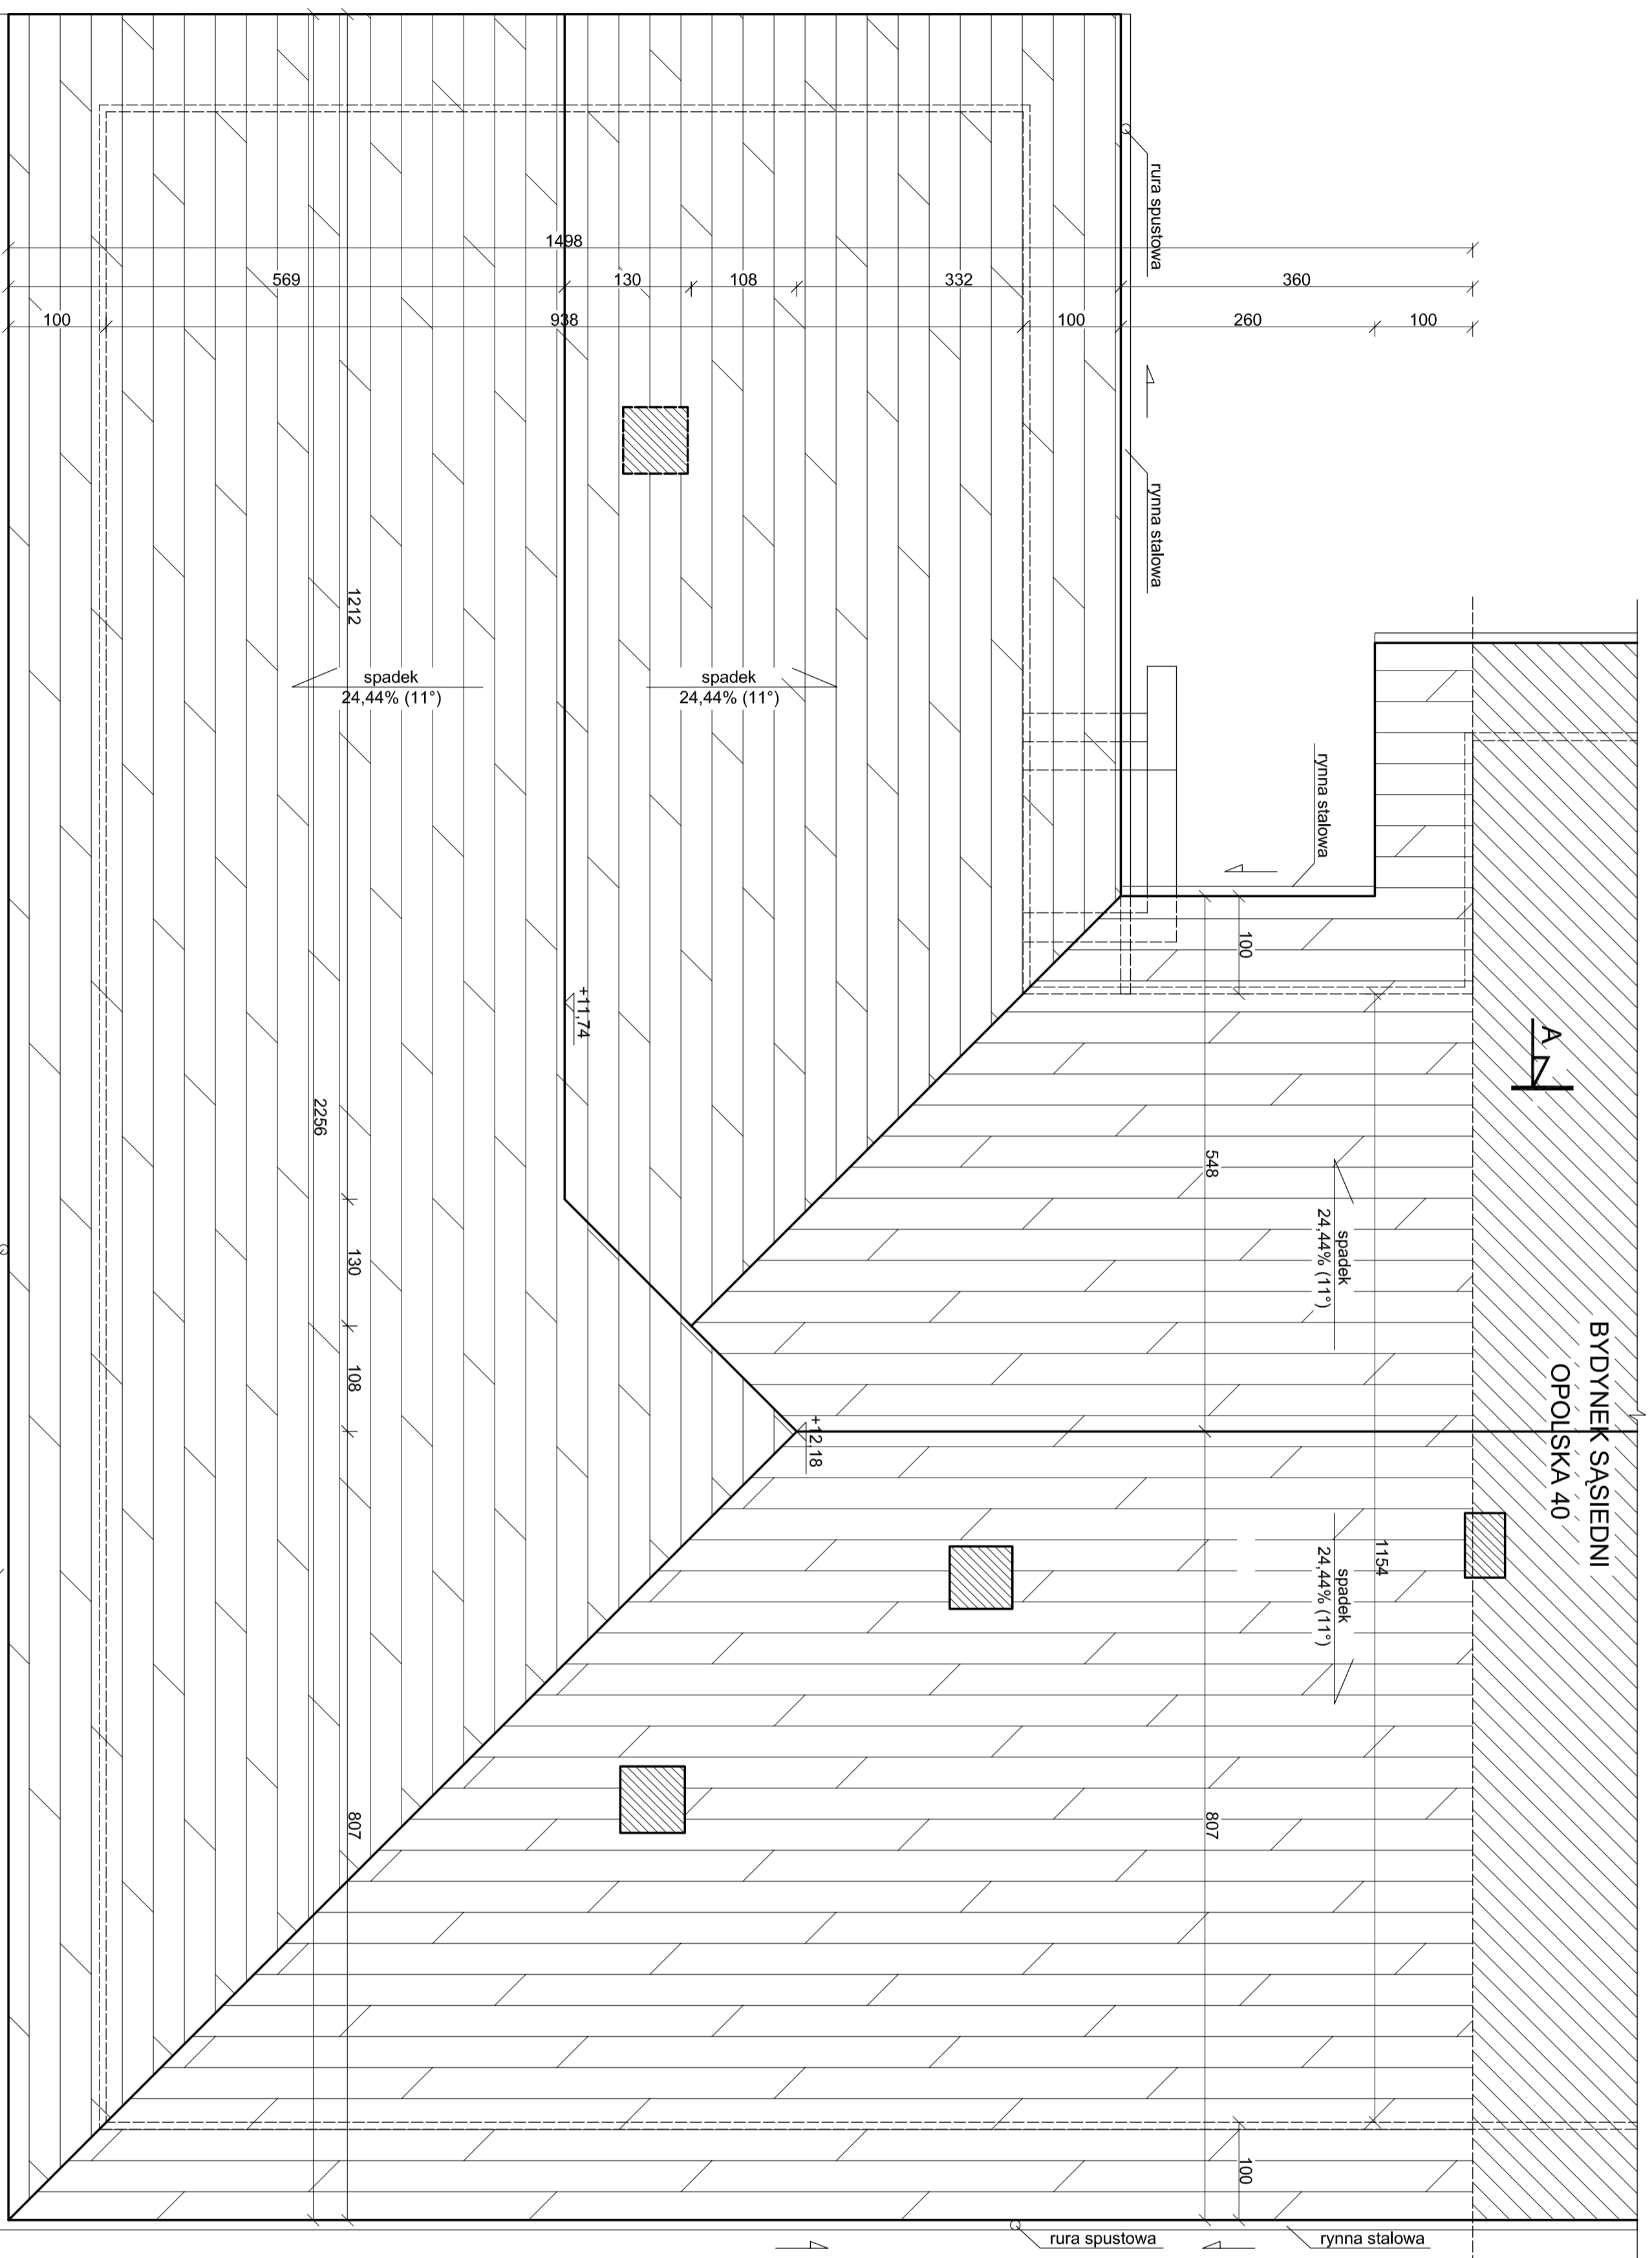 rura spustowa
1498
569
130
108
332
360
100
938
100
260
100
rynna stalowa
1212
spadek
24,44% (11°)
spadek
24,44% (11°)
rynna stalowa
100
+11,74
A
2256
548
spadek
24,44% (11°)
130
108
+12,18
BYDYNEK SĄSIEDNI
OPOLSKA 40
1154
spadek
24,44% (11°)
807
807
100
rura spustowa
rynna stalowa